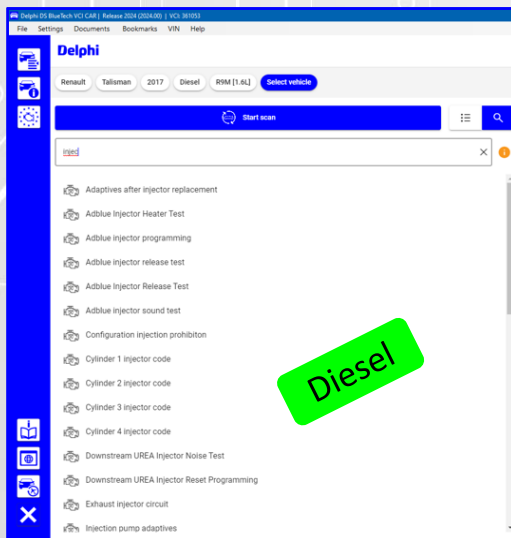 Delphi DS BlueTech VCI CAR | Release 2024 (2024.00) | VCI: 361053
File Settings Documents Bookmarks VIN Help
Delphi
Renault Talisman 2017 Diesel R9M [1.6L] Select vehicle
Start scan
injec
Adaptives after injector replacement
Adblue Injector Heater Test
Adblue injector programming
Adblue injector release test
Adblue Injector Release Test
Adblue injector sound test
Configuration injection prohibiton
Cylinder 1 injector code
Cylinder 2 injector code
Cylinder 3 injector code
Cylinder 4 injector code
Downstream UREA Injector Noise Test
Downstream UREA Injector Reset Programming
Exhaust injector circuit
Injection pump adaptives
Diesel